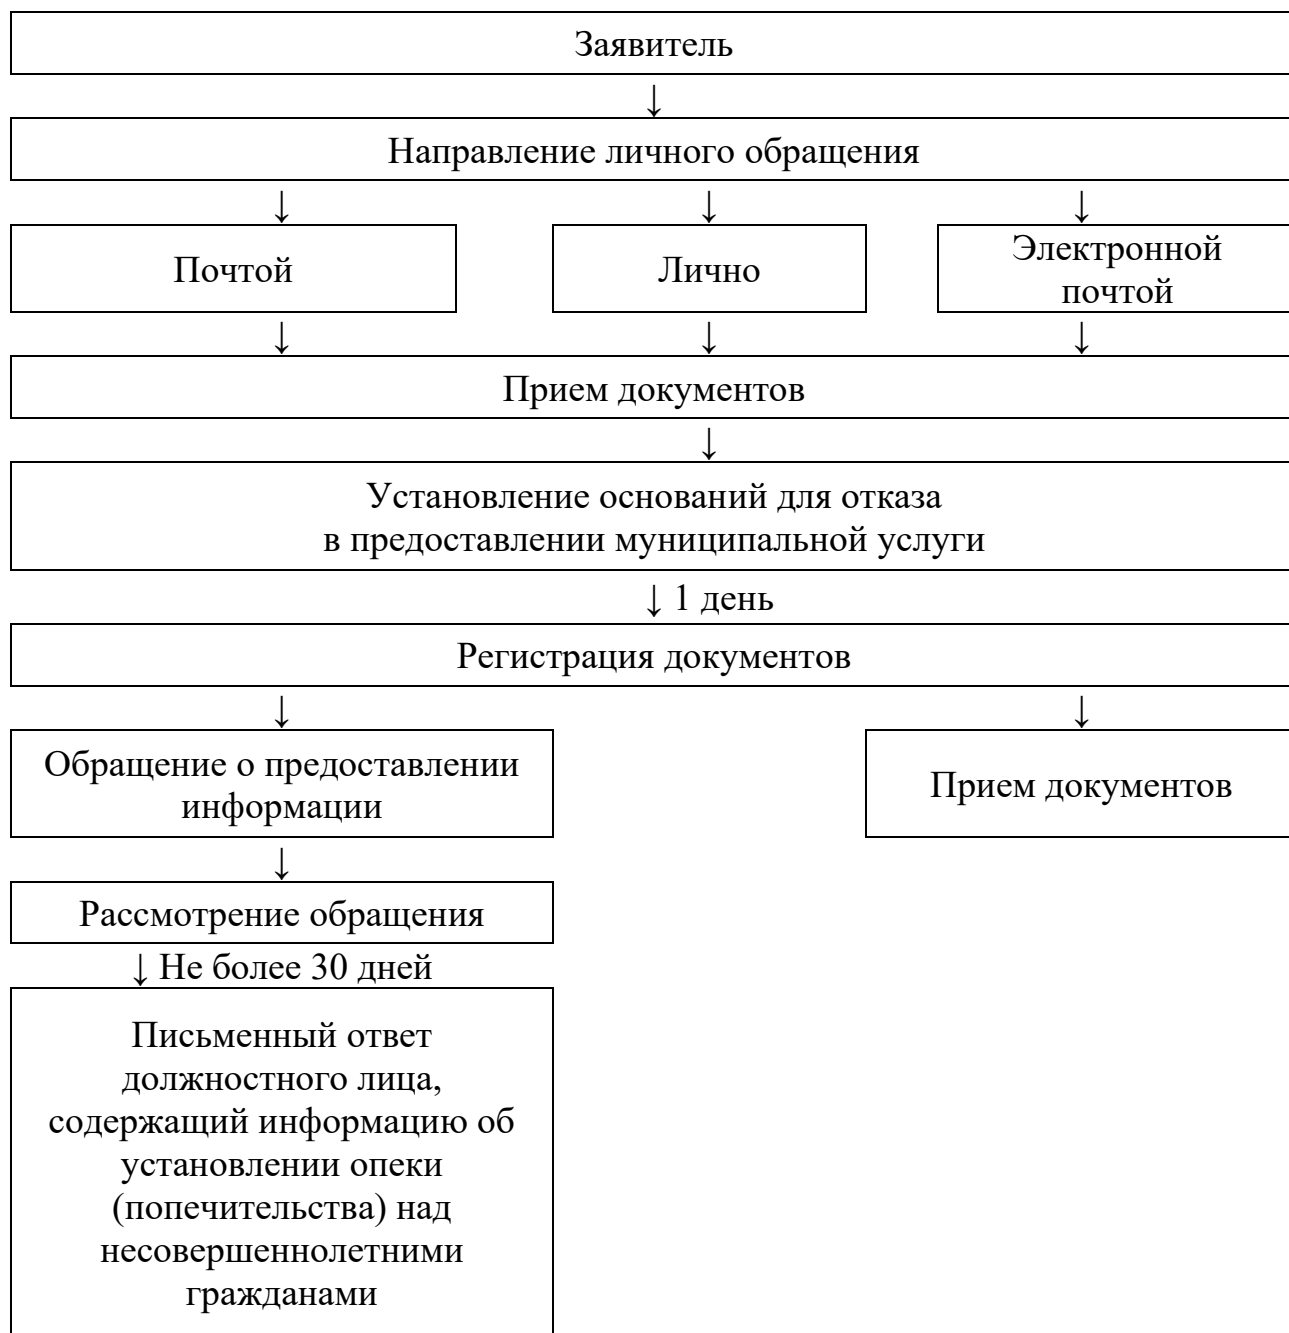 Заявитель
↓
Направление личного обращения
↓ ↓ ↓
Почтой
Лично
Электронной
почтой
↓ ↓ ↓
Прием документов
↓
Установление оснований для отказа
в предоставлении муниципальной услуги
↓ 1 день
Регистрация документов
↓ ↓
Обращение о предоставлении
информации
Прием документов
↓
Рассмотрение обращения
↓ Не более 30 дней
Письменный ответ
должностного лица,
содержащий информацию об
установлении опеки
(попечительства) над
несовершеннолетними
гражданами